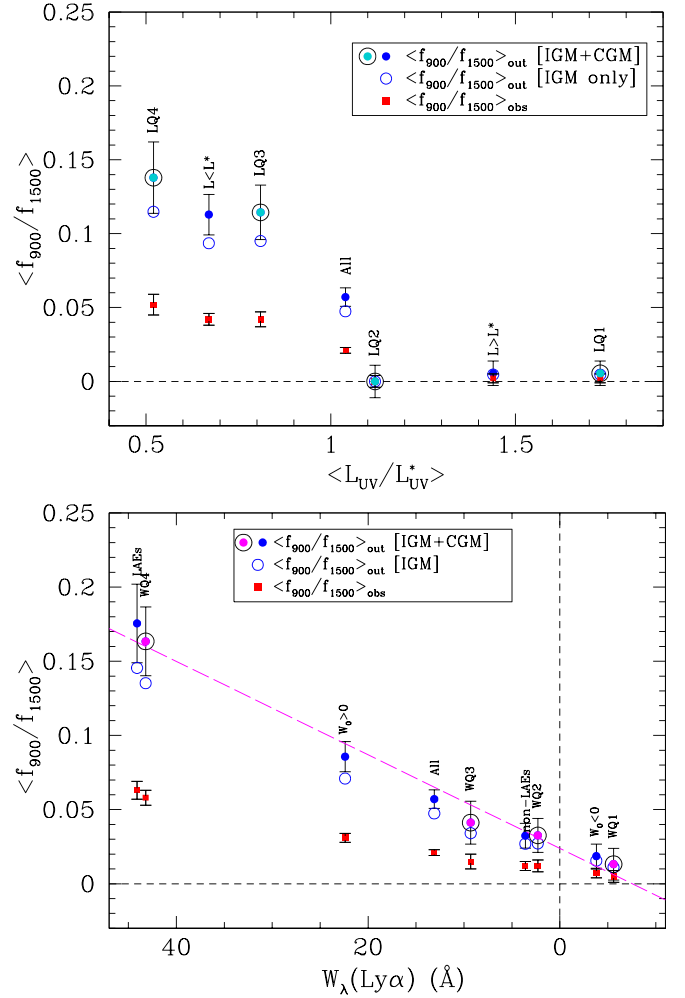 0.25
0.2
0.15
0.1
0.05
0
<f900/f1500>
<f900/f1500>out [IGM+CGM]
<f900/f1500>out [IGM only]
<f900/f1500>obs
LQ4
L<L*
LQ3
All
LQ2
L>L*
LQ1
0.5
1
1.5
<LUV/L*UV>
0.25
0.2
0.15
0.1
0.05
0
<f900/f1500>
<f900/f1500>out [IGM+CGM]
<f900/f1500>out [IGM]
<f900/f1500>obs
LAEs
WQ4
W0>0
All
WQ3
non-LAEs
WQ2
W0<0
WQ1
40
20
0
Wλ(Lyα) (Å)